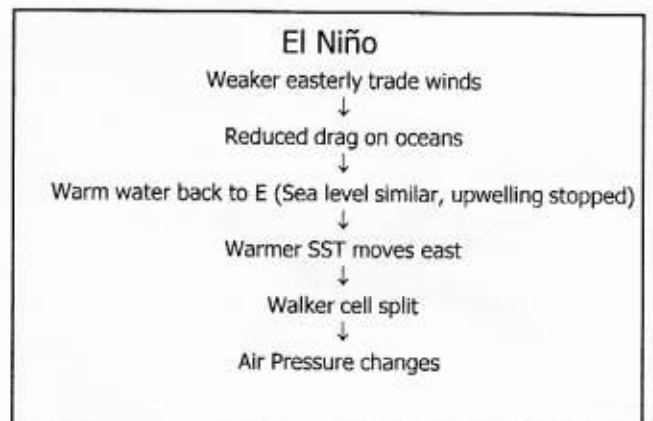 El Niño
Weaker easterly trade winds
↓
Reduced drag on oceans
↓
Warm water back to E (Sea level similar, upwelling stopped)
↓
Warmer SST moves east
↓
Walker cell split
↓
Air Pressure changes